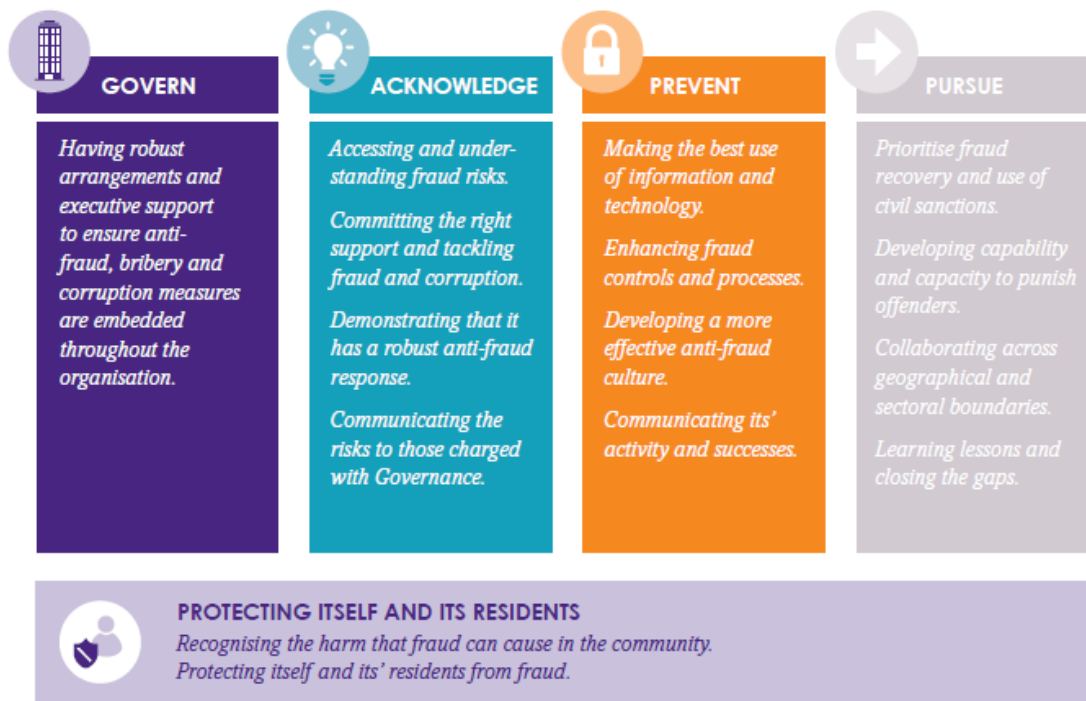 GOVERN
Having robust
arrangements and
executive support
to ensure anti-
fraud, bribery and
corruption measures
are embedded
throughout the
organisation.
ACKNOWLEDGE
Accessing and under-
standing fraud risks.
Committing the right
support and tackling
fraud and corruption.
Demonstrating that it
has a robust anti-fraud
response.
Communicating the
risks to those charged
with Governance.
PREVENT
Making the best use
of information and
technology.
Enhancing fraud
controls and processes.
Developing a more
effective anti-fraud
culture.
Communicating its’
activity and successes.
PURSUE
Prioritise fraud
recovery and use of
civil sanctions.
Developing capability
and capacity to punish
offenders.
Collaborating across
geographical and
sectoral boundaries.
Learning lessons and
closing the gaps.
PROTECTING ITSELF AND ITS RESIDENTS
Recognising the harm that fraud can cause in the community.
Protecting itself and its’ residents from fraud.